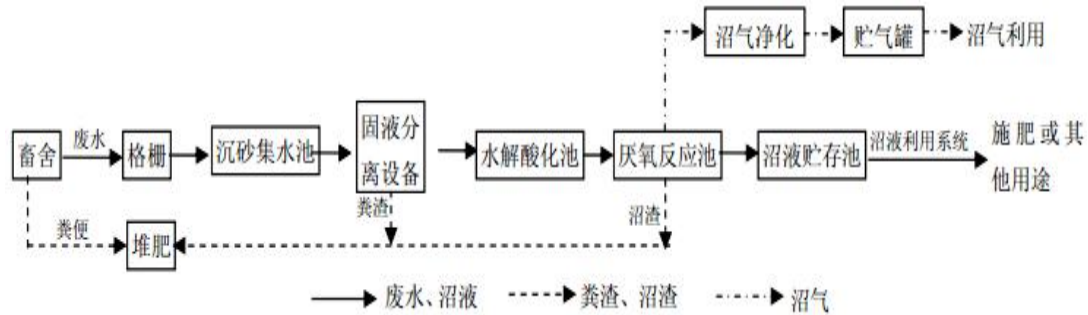 沼气净化
贮气罐
沼气利用
畜舍
废水
格栅
沉砂集水池
固液分
离设备
水解酸化池
厌氧反应池
沼液贮存池
沼液利用系统
施肥或其
他用途
粪渣
沼渣
粪便
堆肥
废水、沼液
粪渣、沼渣
沼气